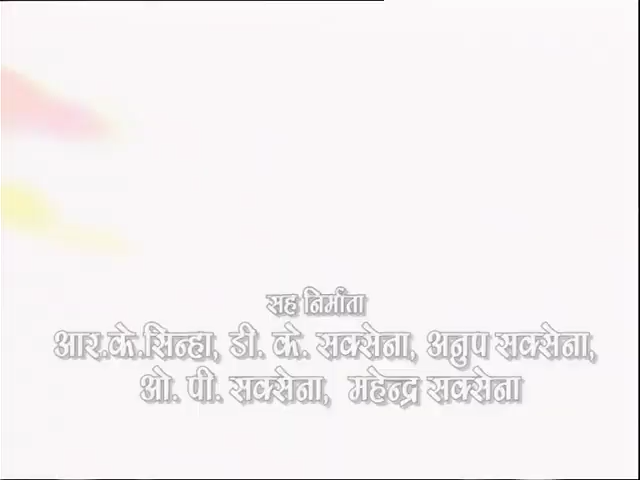 सह निर्माता
आर.के.सिन्हा, डी. के. सक्सेना, अनुप सक्सेना,
ओ. पी. सक्सेना, महेन्द्र सक्सेना